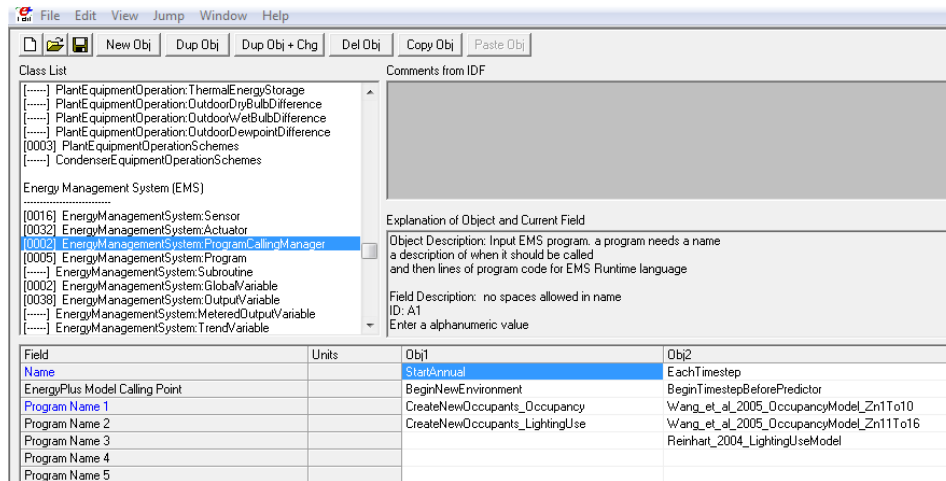 File Edit View Jump Window Help
New Obj Dup Obj Dup Obj + Chg Del Obj Copy Obj Paste Obj
Class List
[------] PlantEquipmentOperation:ThermalEnergyStorage
[------] PlantEquipmentOperation:OutdoorDryBulbDifference
[------] PlantEquipmentOperation:OutdoorWetBulbDifference
[------] PlantEquipmentOperation:OutdoorDewpointDifference
[0003] PlantEquipmentOperationSchemes
[------] CondenserEquipmentOperationSchemes
Energy Management System (EMS)
---------------------------
[0016] EnergyManagementSystem:Sensor
[0032] EnergyManagementSystem:Actuator
[0002] EnergyManagementSystem:ProgramCallingManager
[0005] EnergyManagementSystem:Program
[------] EnergyManagementSystem:Subroutine
[0002] EnergyManagementSystem:GlobalVariable
[0038] EnergyManagementSystem:OutputVariable
[------] EnergyManagementSystem:MeteredOutputVariable
[------] EnergyManagementSystem:TrendVariable
Comments from IDF
Explanation of Object and Current Field
Object Description: Input EMS program. a program needs a name
a description of when it should be called
and then lines of program code for EMS Runtime language
Field Description: no spaces allowed in name
ID: A1
Enter a alphanumeric value
Field Units Obj1 Obj2
Name StartAnnual EachTimestep
EnergyPlus Model Calling Point BeginNewEnvironment BeginTimestepBeforePredictor
Program Name 1 CreateNewOccupants_Occupancy Wang_et_al_2005_OccupancyModel_Zn1To10
Program Name 2 CreateNewOccupants_LightingUse Wang_et_al_2005_OccupancyModel_Zn11To16
Program Name 3 Reinhart_2004_LightingUseModel
Program Name 4
Program Name 5